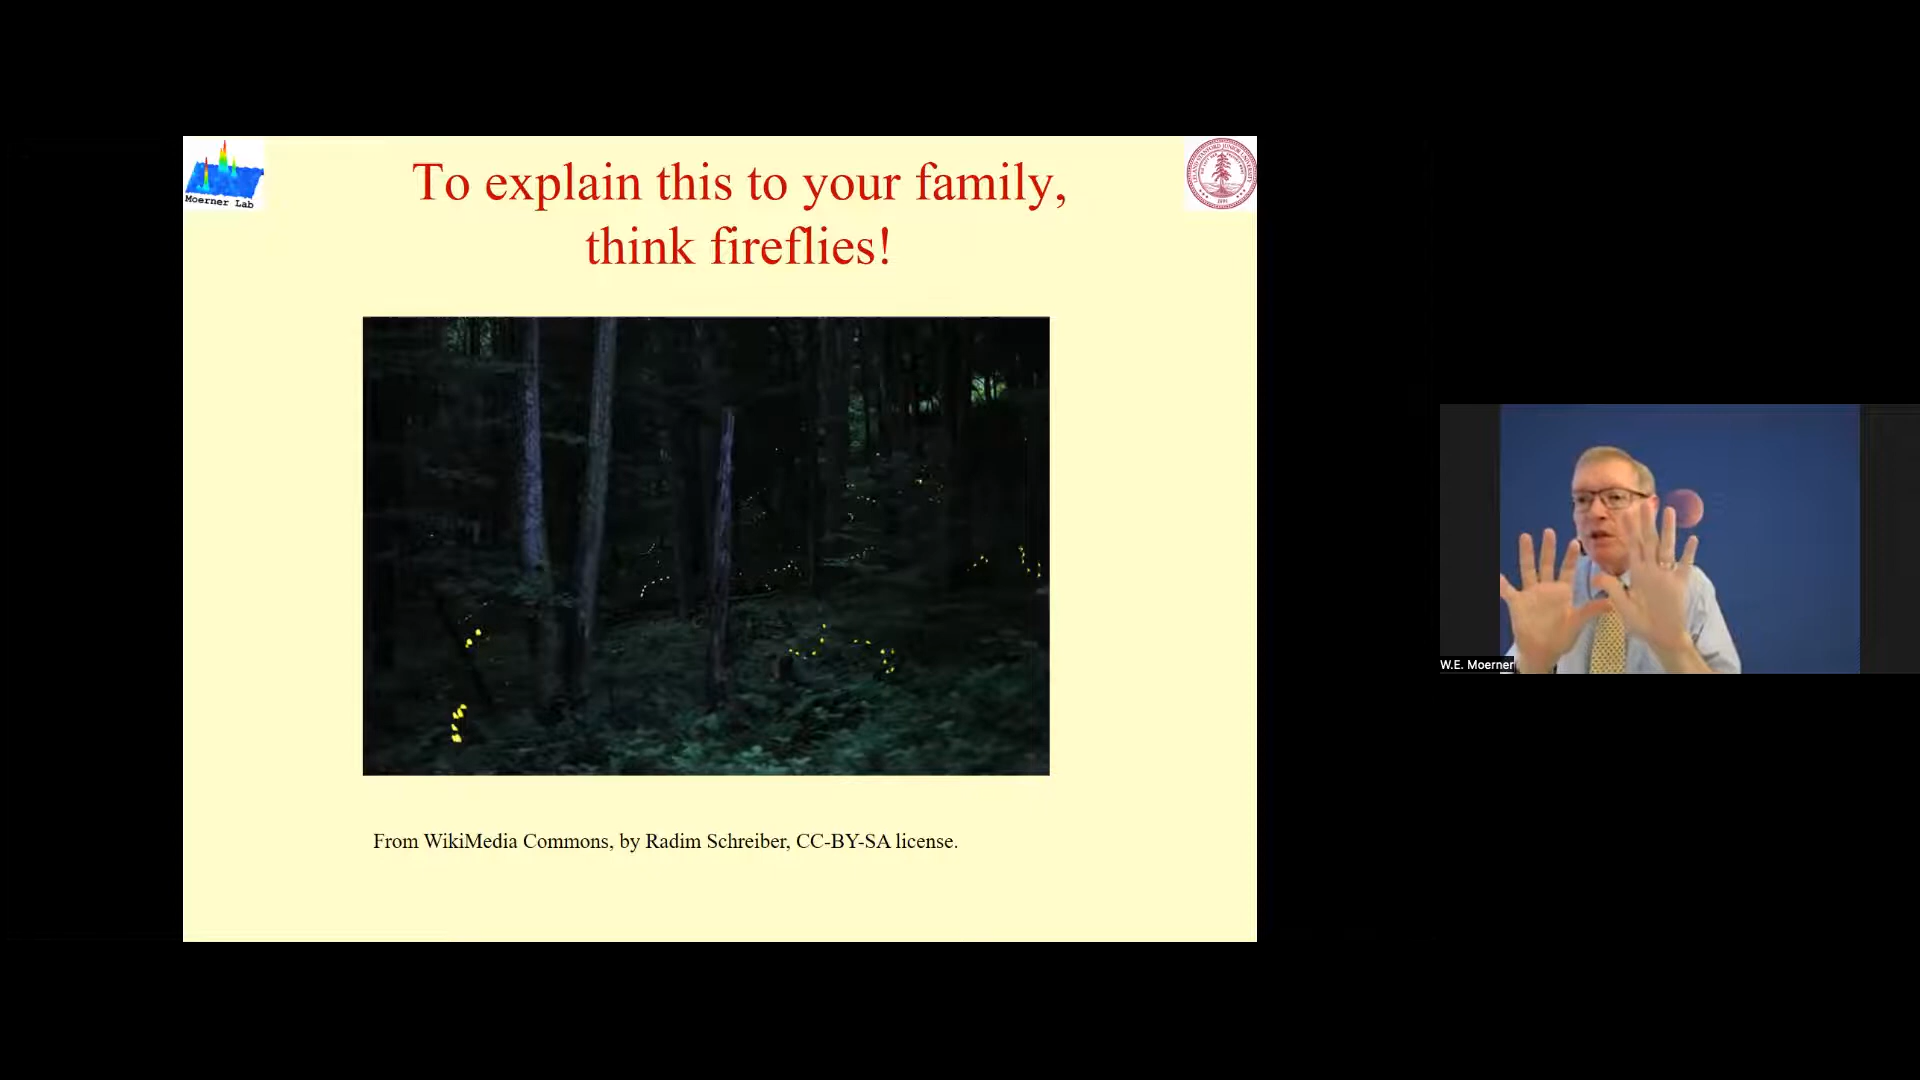 To explain this to your family,
think fireflies!
Moerner Lab
From WikiMedia Commons, by Radim Schreiber, CC-BY-SA license.
W.E. Moerner